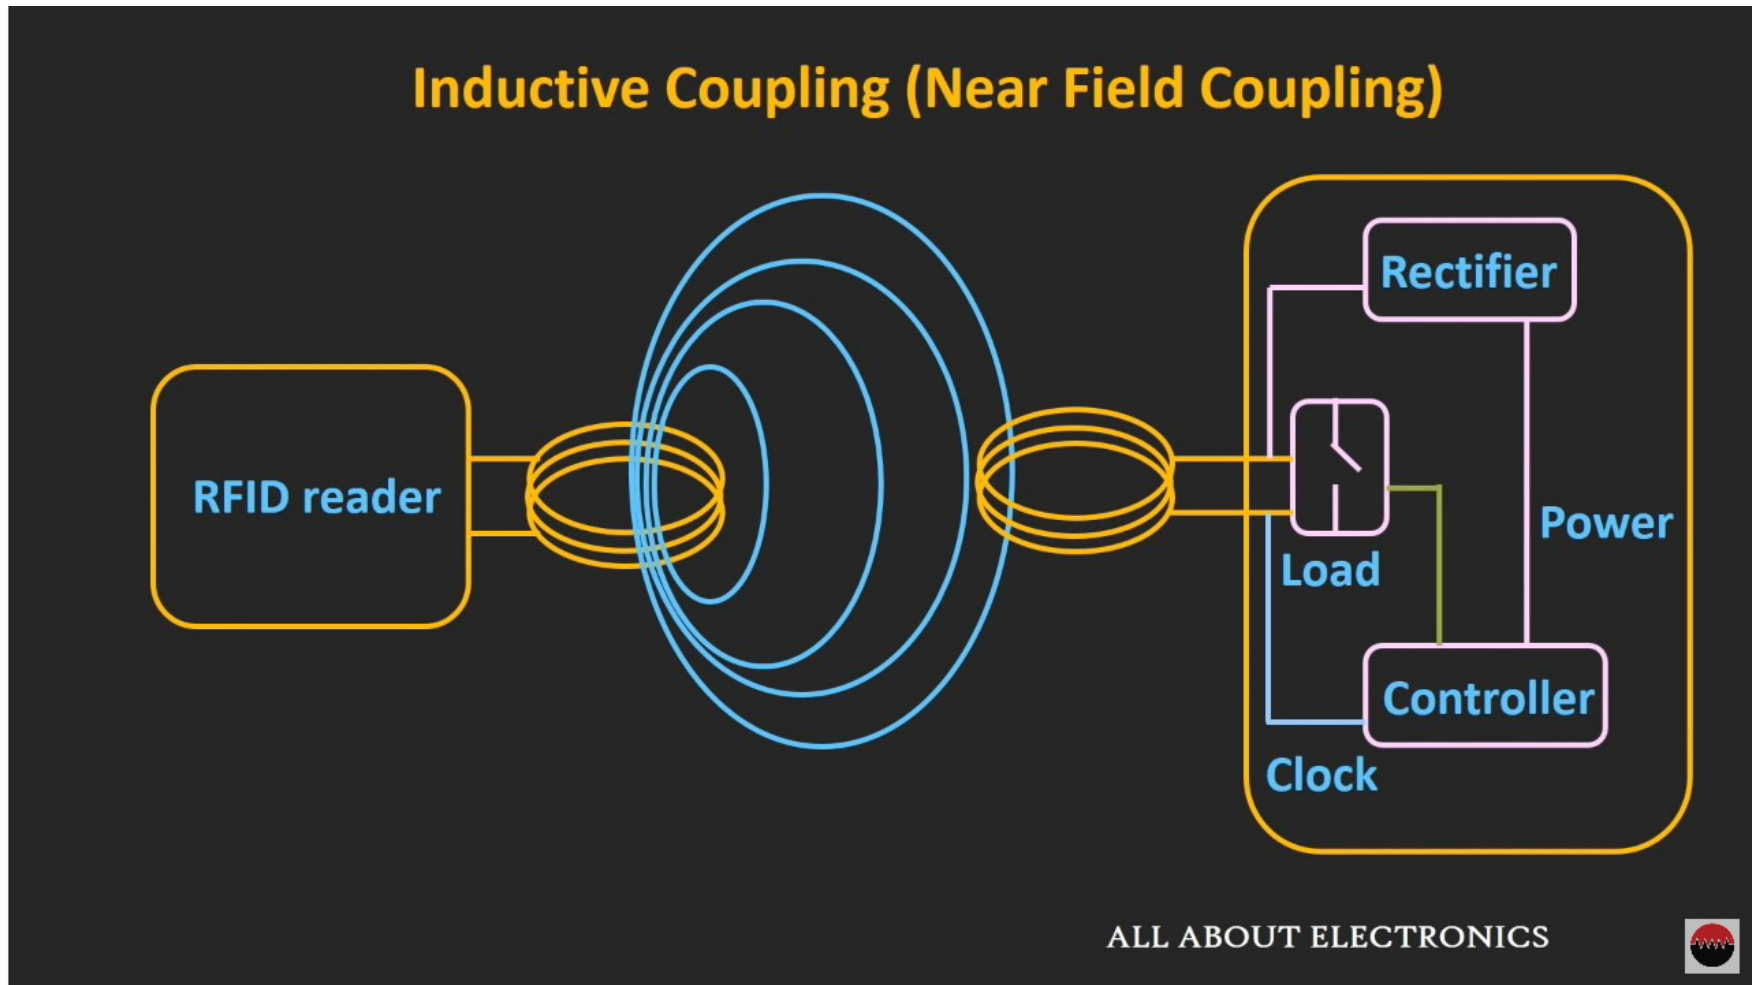 Inductive Coupling (Near Field Coupling)
RFID reader
Rectifier
Load
Power
Controller
Clock
ALL ABOUT ELECTRONICS